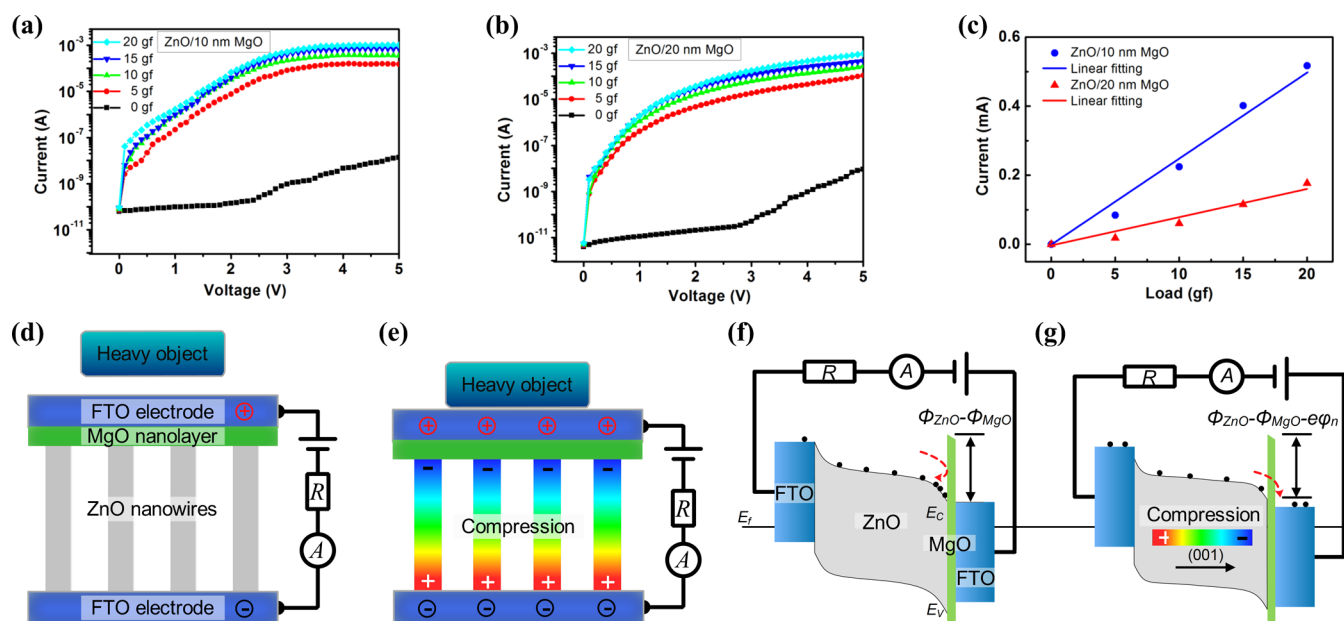 (a)
ZnO/10 nm MgO
20 gf
15 gf
10 gf
5 gf
0 gf
10⁻³
10⁻⁵
10⁻⁷
10⁻⁹
10⁻¹¹
Current (A)
0 1 2 3 4 5
Voltage (V)
(b)
ZnO/20 nm MgO
20 gf
15 gf
10 gf
5 gf
0 gf
10⁻³
10⁻⁵
10⁻⁷
10⁻⁹
10⁻¹¹
Current (A)
0 1 2 3 4 5
Voltage (V)
(c)
ZnO/10 nm MgO
Linear fitting
ZnO/20 nm MgO
Linear fitting
0.6
0.4
0.2
0.0
Current (mA)
0 5 10 15 20
Load (gf)
(d)
Heavy object
FTO electrode +
MgO nanolayer
ZnO nanowires
FTO electrode -
R
A
(e)
Heavy object
+ + + +
- - - -
Compression
+ + + +
- - - -
R
A
(f)
R A
Φ_ZnO-Φ_MgO
FTO
ZnO
E_C
MgO
FTO
E_f
E_V
(g)
R A
Φ_ZnO-Φ_MgO-eφ_n
Compression
+ -
(001)